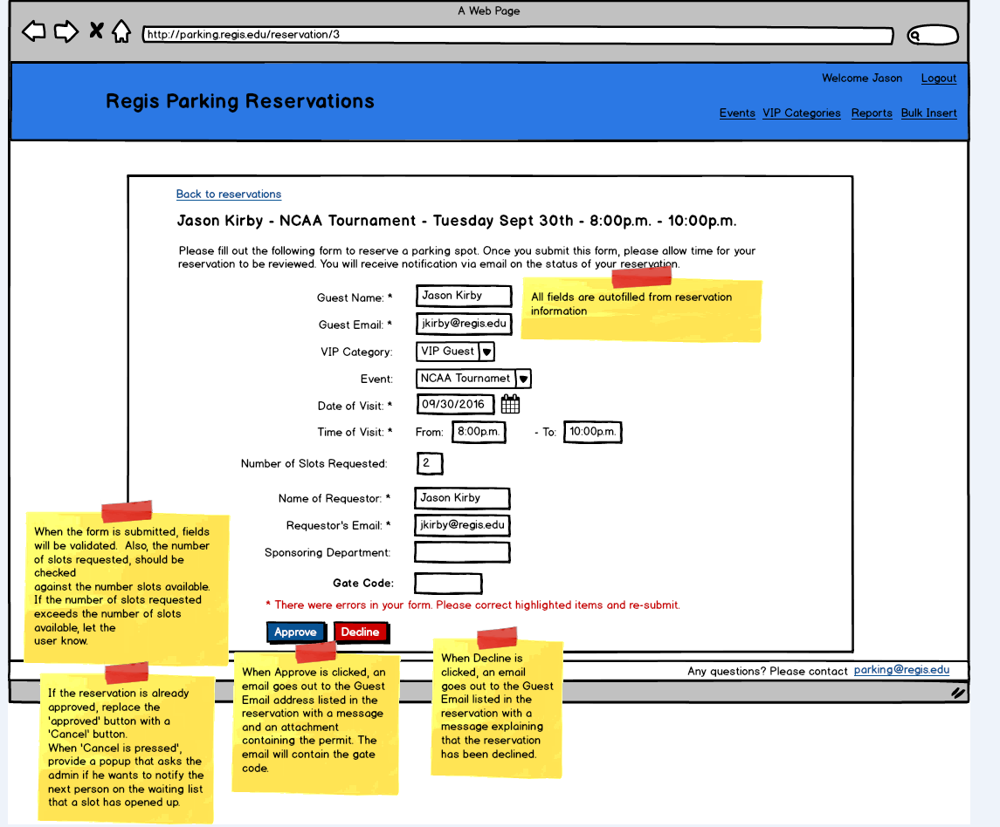 A Web Page
http://parking.regis.edu/reservation/3
Welcome Jason Logout
Regis Parking Reservations
Events VIP Categories Reports Bulk Insert
Back to reservations
Jason Kirby - NCAA Tournament - Tuesday Sept 30th - 8:00p.m. - 10:00p.m.
Please fill out the following form to reserve a parking spot. Once you submit this form, please allow time for your
reservation to be reviewed. You will receive notification via email on the status of your reservation.
Guest Name: * Jason Kirby
All fields are autofilled from reservation
information
Guest Email: * jkirby@regis.edu
VIP Category: VIP Guest
Event: NCAA Tournamet
Date of Visit: * 09/30/2016
Time of Visit: * From: 8:00p.m. - To: 10:00p.m.
Number of Slots Requested: 2
Name of Requestor: * Jason Kirby
Requestor's Email: * jkirby@regis.edu
Sponsoring Department:
Gate Code:
* There were errors in your form. Please correct highlighted items and re-submit.
Approve Decline
When the form is submitted, fields
will be validated. Also, the number
of slots requested, should be
checked
against the number slots available.
If the number of slots requested
exceeds the number of slots
available, let the
user know.
Any questions? Please contact parking@regis.edu
If the reservation is already
approved, replace the
'approved' button with a
'Cancel' button.
When 'Cancel is pressed',
provide a popup that asks the
admin if he wants to notify the
next person on the waiting list
that a slot has opened up.
When Approve is clicked, an
email goes out to the Guest
Email address listed in the
reservation with a message
and an attachment
containing the permit. The
email will contain the gate
code.
When Decline is
clicked, an email
goes out to the Guest
Email listed in the
reservation with a
message explaining
that the reservation
has been declined.